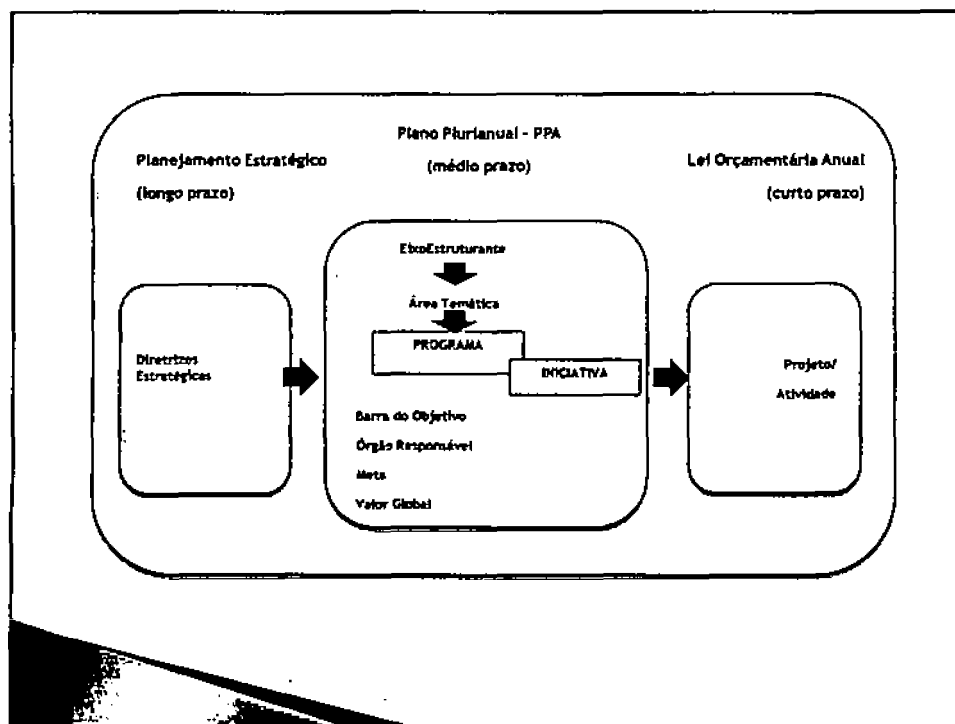 Plano Plurianual - PPA
(médio prazo)
Planejamento Estratégico
(longo prazo)
Lei Orçamentária Anual
(curto prazo)
EixoEstruturante
Área Temática
PROGRAMA
INICIATIVA
Diretrizes
Estratégicas
Barra do Objetivo
Órgão Responsável
Meta
Valor Global
Projeto/
Atividade